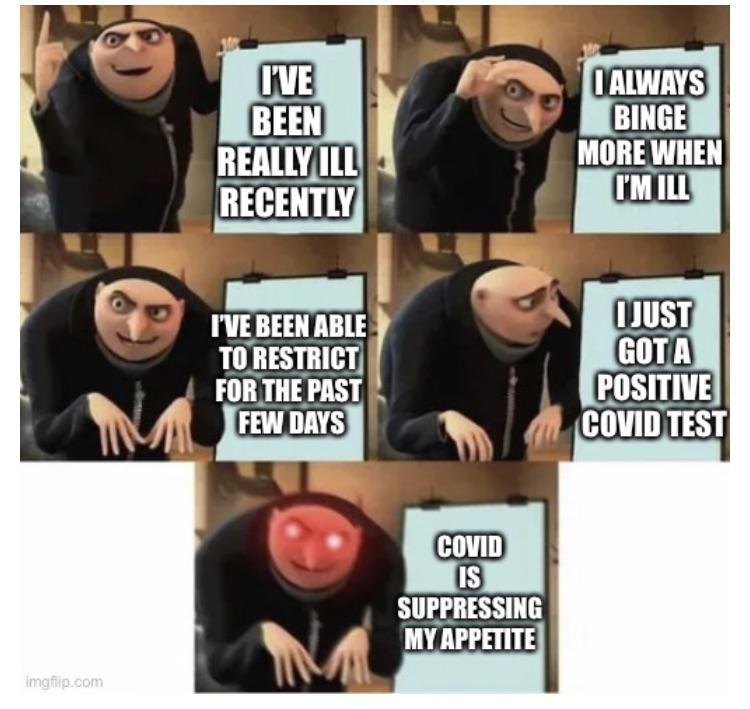 I'VE
BEEN
REALLY ILL
RECENTLY
I ALWAYS
BINGE
MORE WHEN
I'M ILL
I'VE BEEN ABLE
TO RESTRICT
FOR THE PAST
FEW DAYS
I JUST
GOT A
POSITIVE
COVID TEST
COVID
IS
SUPPRESSING
MY APPETITE
imgflip.com